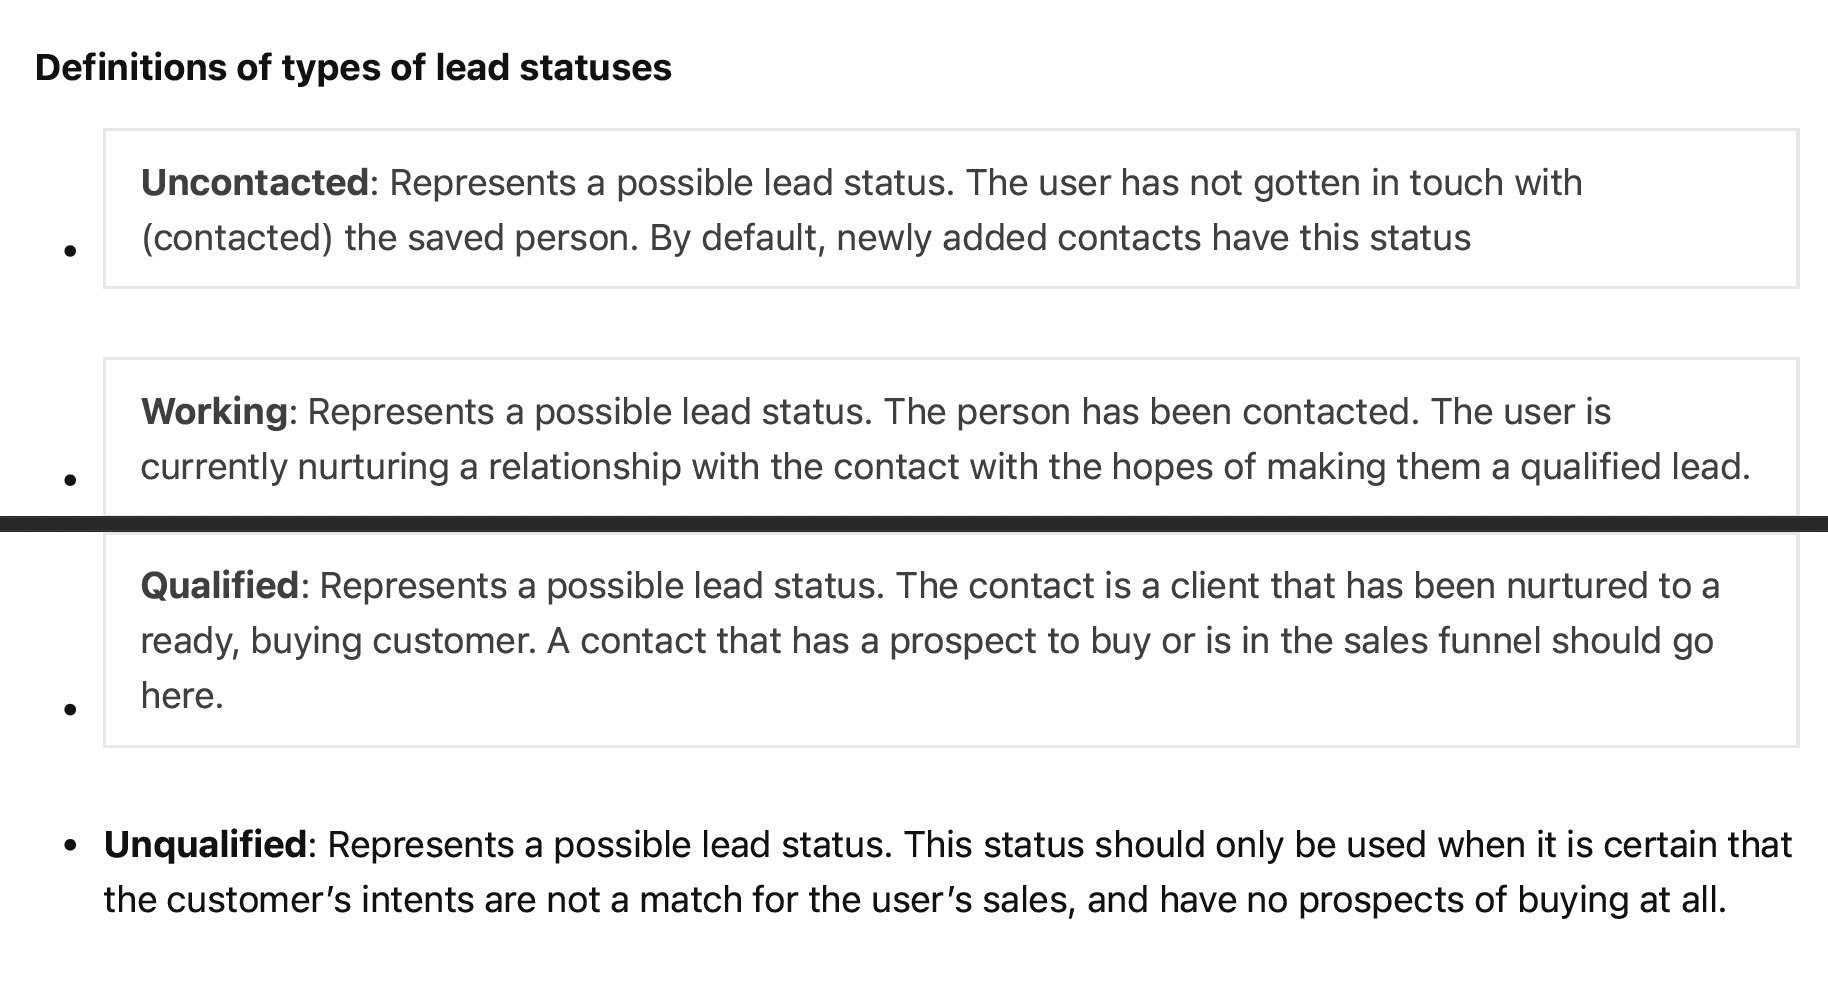 Definitions of types of lead statuses
• Uncontacted: Represents a possible lead status. The user has not gotten in touch with
(contacted) the saved person. By default, newly added contacts have this status
• Working: Represents a possible lead status. The person has been contacted. The user is
currently nurturing a relationship with the contact with the hopes of making them a qualified lead.
• Qualified: Represents a possible lead status. The contact is a client that has been nurtured to a
ready, buying customer. A contact that has a prospect to buy or is in the sales funnel should go
here.
• Unqualified: Represents a possible lead status. This status should only be used when it is certain that
the customer’s intents are not a match for the user’s sales, and have no prospects of buying at all.